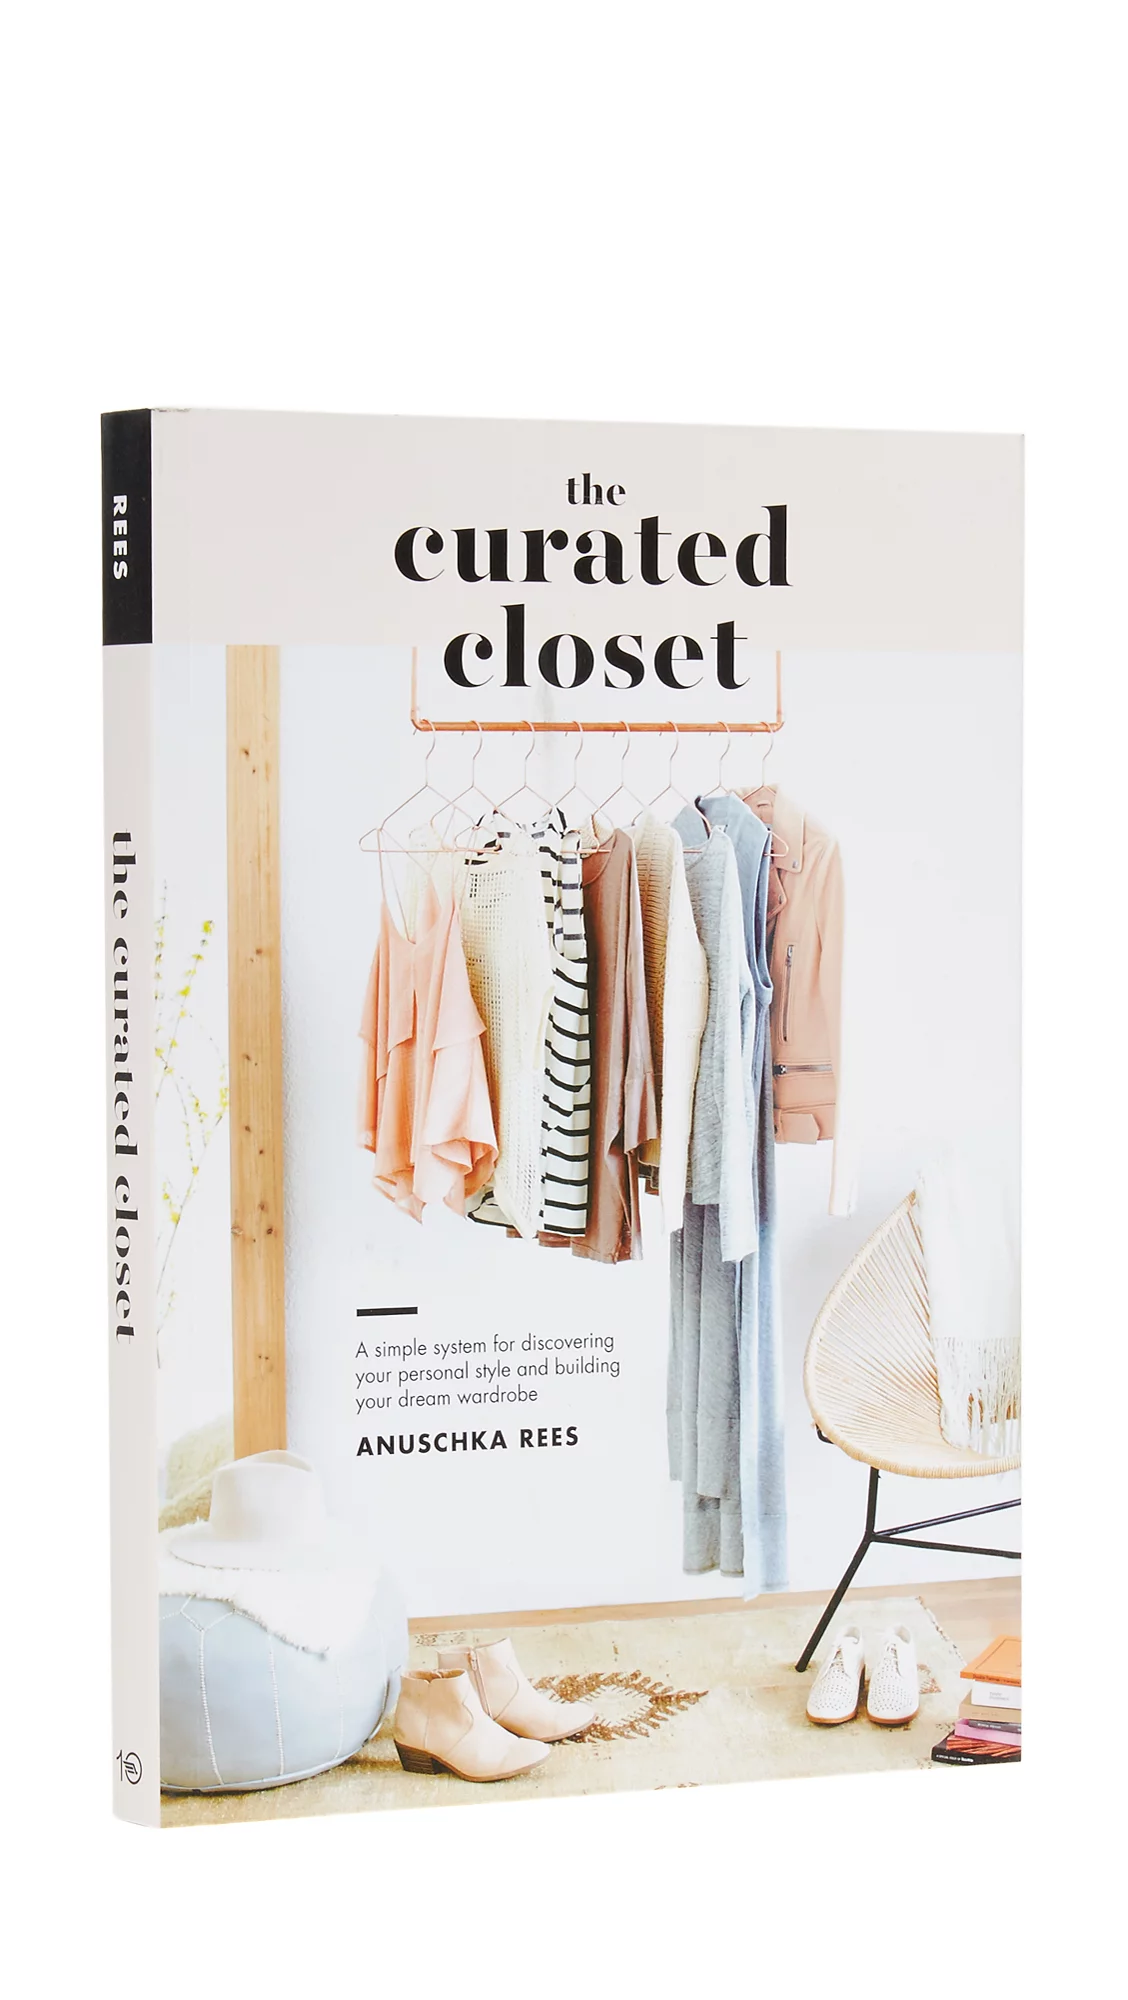 REES
the curated closet
the
curated
closet
A simple system for discovering
your personal style and building
your dream wardrobe
ANUSCHKA REES